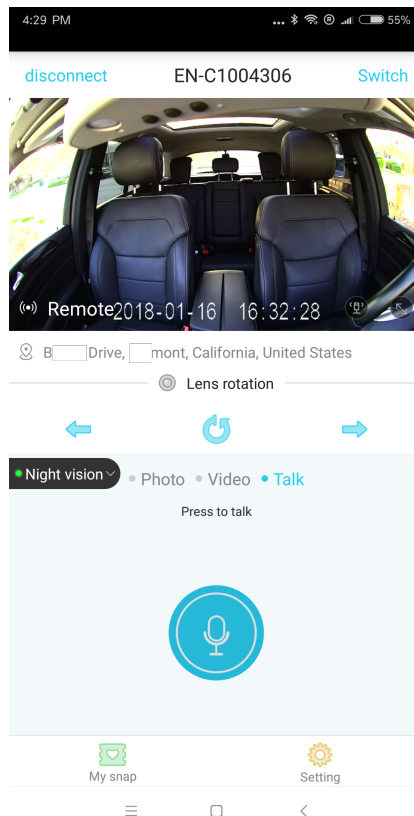 4:29 PM ... 55%
disconnect EN-C1004306 Switch
Remote 2018-01-16 16:32:28
B Drive, mont, California, United States
Lens rotation
Night vision Photo Video Talk
Press to talk
My snap Setting